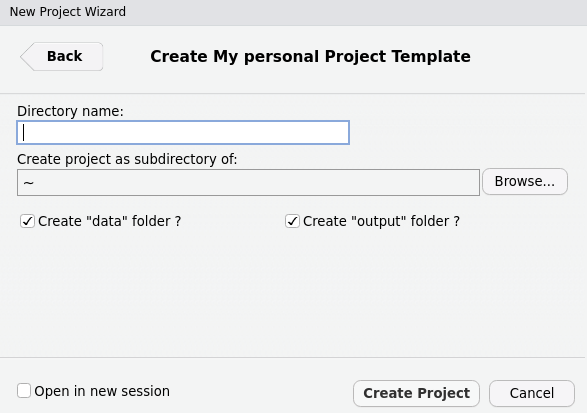 New Project Wizard
Back
Create My personal Project Template
Directory name:
Create project as subdirectory of:
~
Browse...
Create "data" folder ?
Create "output" folder ?
Open in new session
Create Project
Cancel